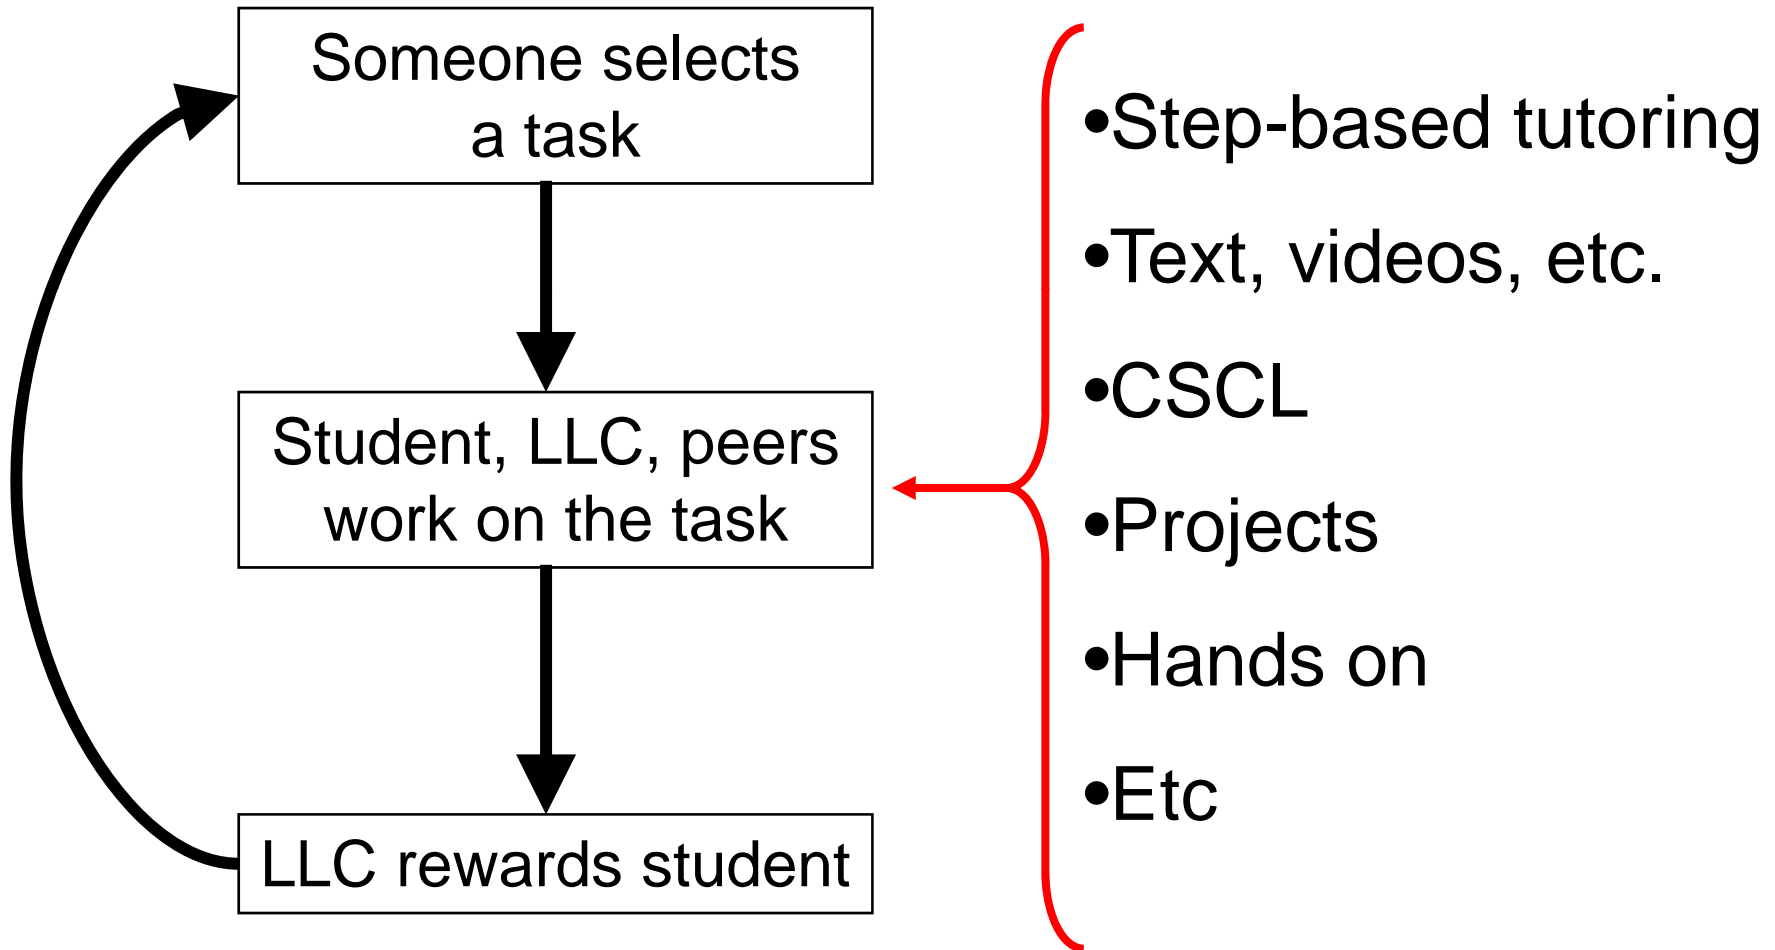 Someone selects
a task
Student, LLC, peers
work on the task
LLC rewards student
•Step-based tutoring
•Text, videos, etc.
•CSCL
•Projects
•Hands on
•Etc